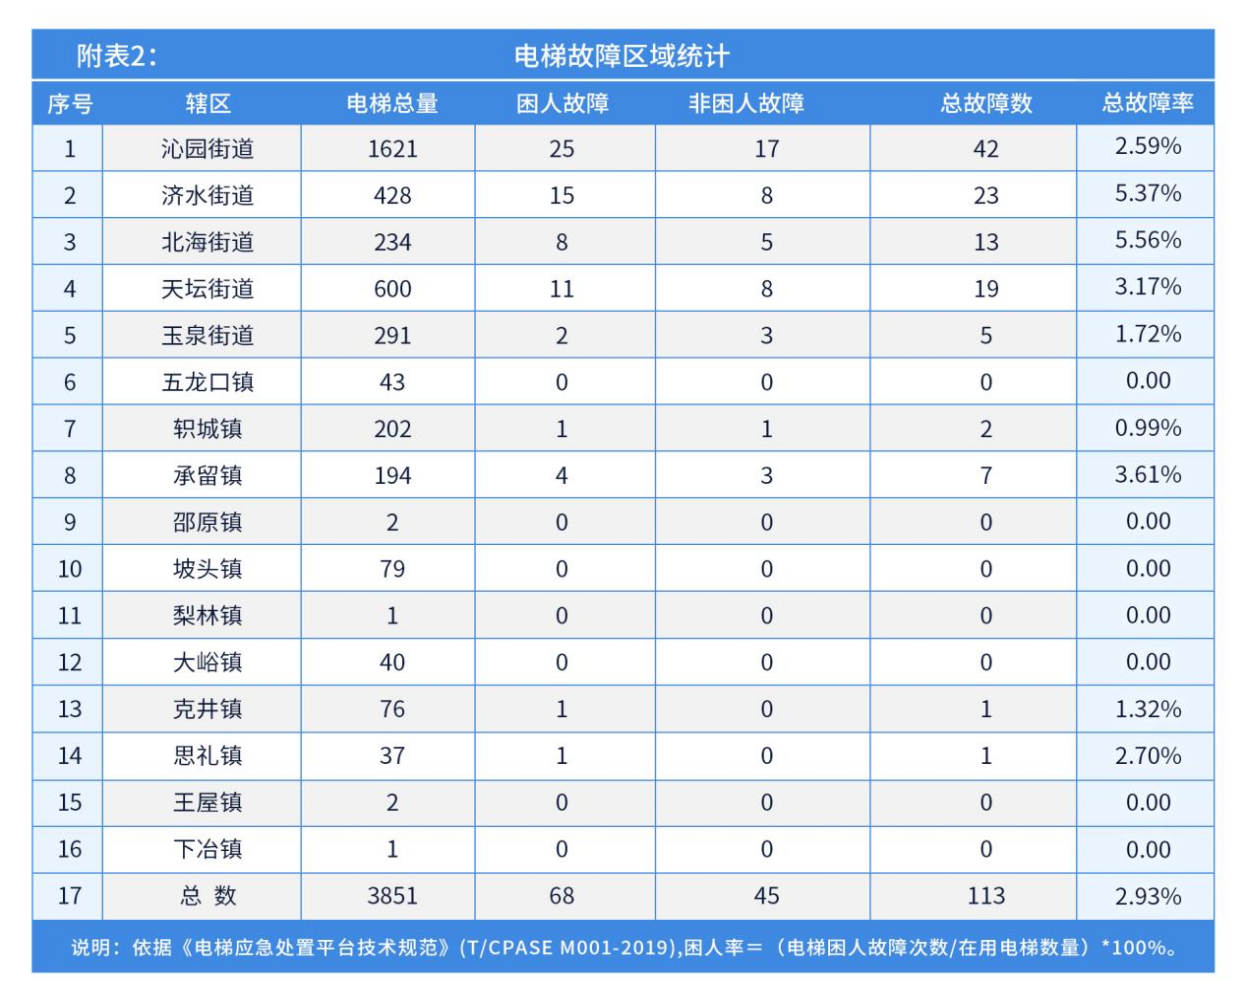 附表2： 电梯故障区域统计
序号 辖区 电梯总量 困人故障 非困人故障 总故障数 总故障率
1 沁园街道 1621 25 17 42 2.59%
2 济水街道 428 15 8 23 5.37%
3 北海街道 234 8 5 13 5.56%
4 天坛街道 600 11 8 19 3.17%
5 玉泉街道 291 2 3 5 1.72%
6 五龙口镇 43 0 0 0 0.00
7 轵城镇 202 1 1 2 0.99%
8 承留镇 194 4 3 7 3.61%
9 邵原镇 2 0 0 0 0.00
10 坡头镇 79 0 0 0 0.00
11 梨林镇 1 0 0 0 0.00
12 大峪镇 40 0 0 0 0.00
13 克井镇 76 1 0 1 1.32%
14 思礼镇 37 1 0 1 2.70%
15 王屋镇 2 0 0 0 0.00
16 下冶镇 1 0 0 0 0.00
17 总 数 3851 68 45 113 2.93%
说明：依据《电梯应急处置平台技术规范》(T/CPASE M001-2019),困人率＝（电梯困人故障次数/在用电梯数量）*100%。